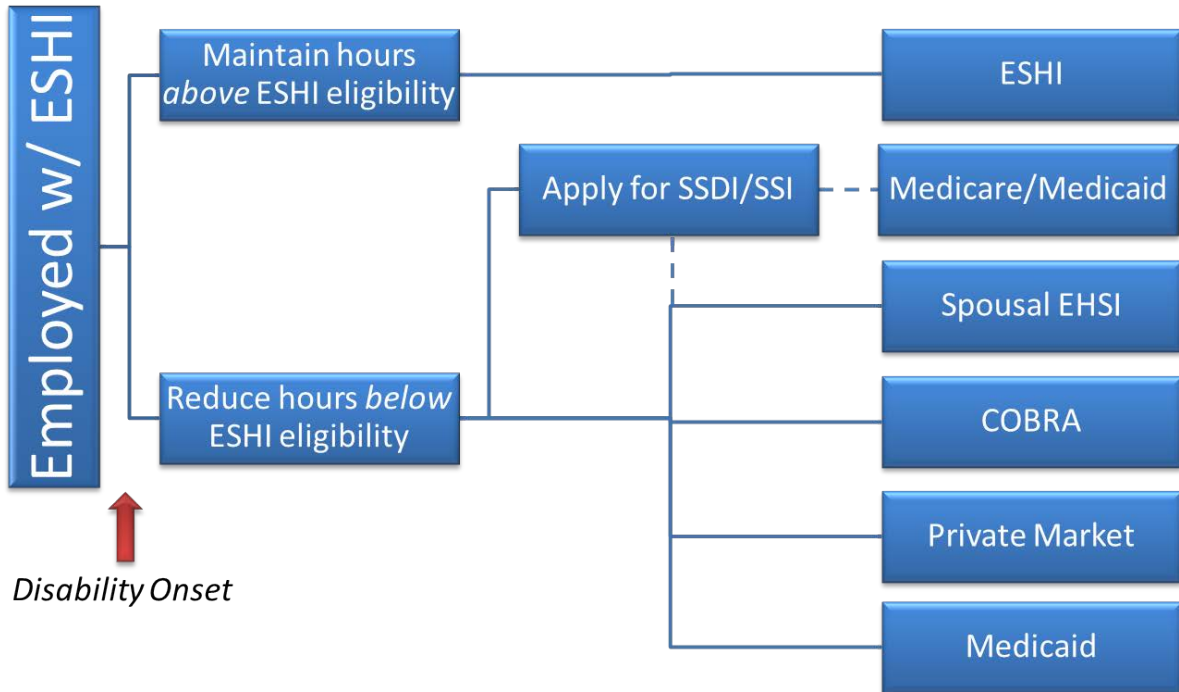 Employed w/ ESHI
Maintain hours
above ESHI eligibility
ESHI
Apply for SSDI/SSI
Medicare/Medicaid
Spousal EHSI
Reduce hours below
ESHI eligibility
COBRA
Private Market
Medicaid
Disability Onset